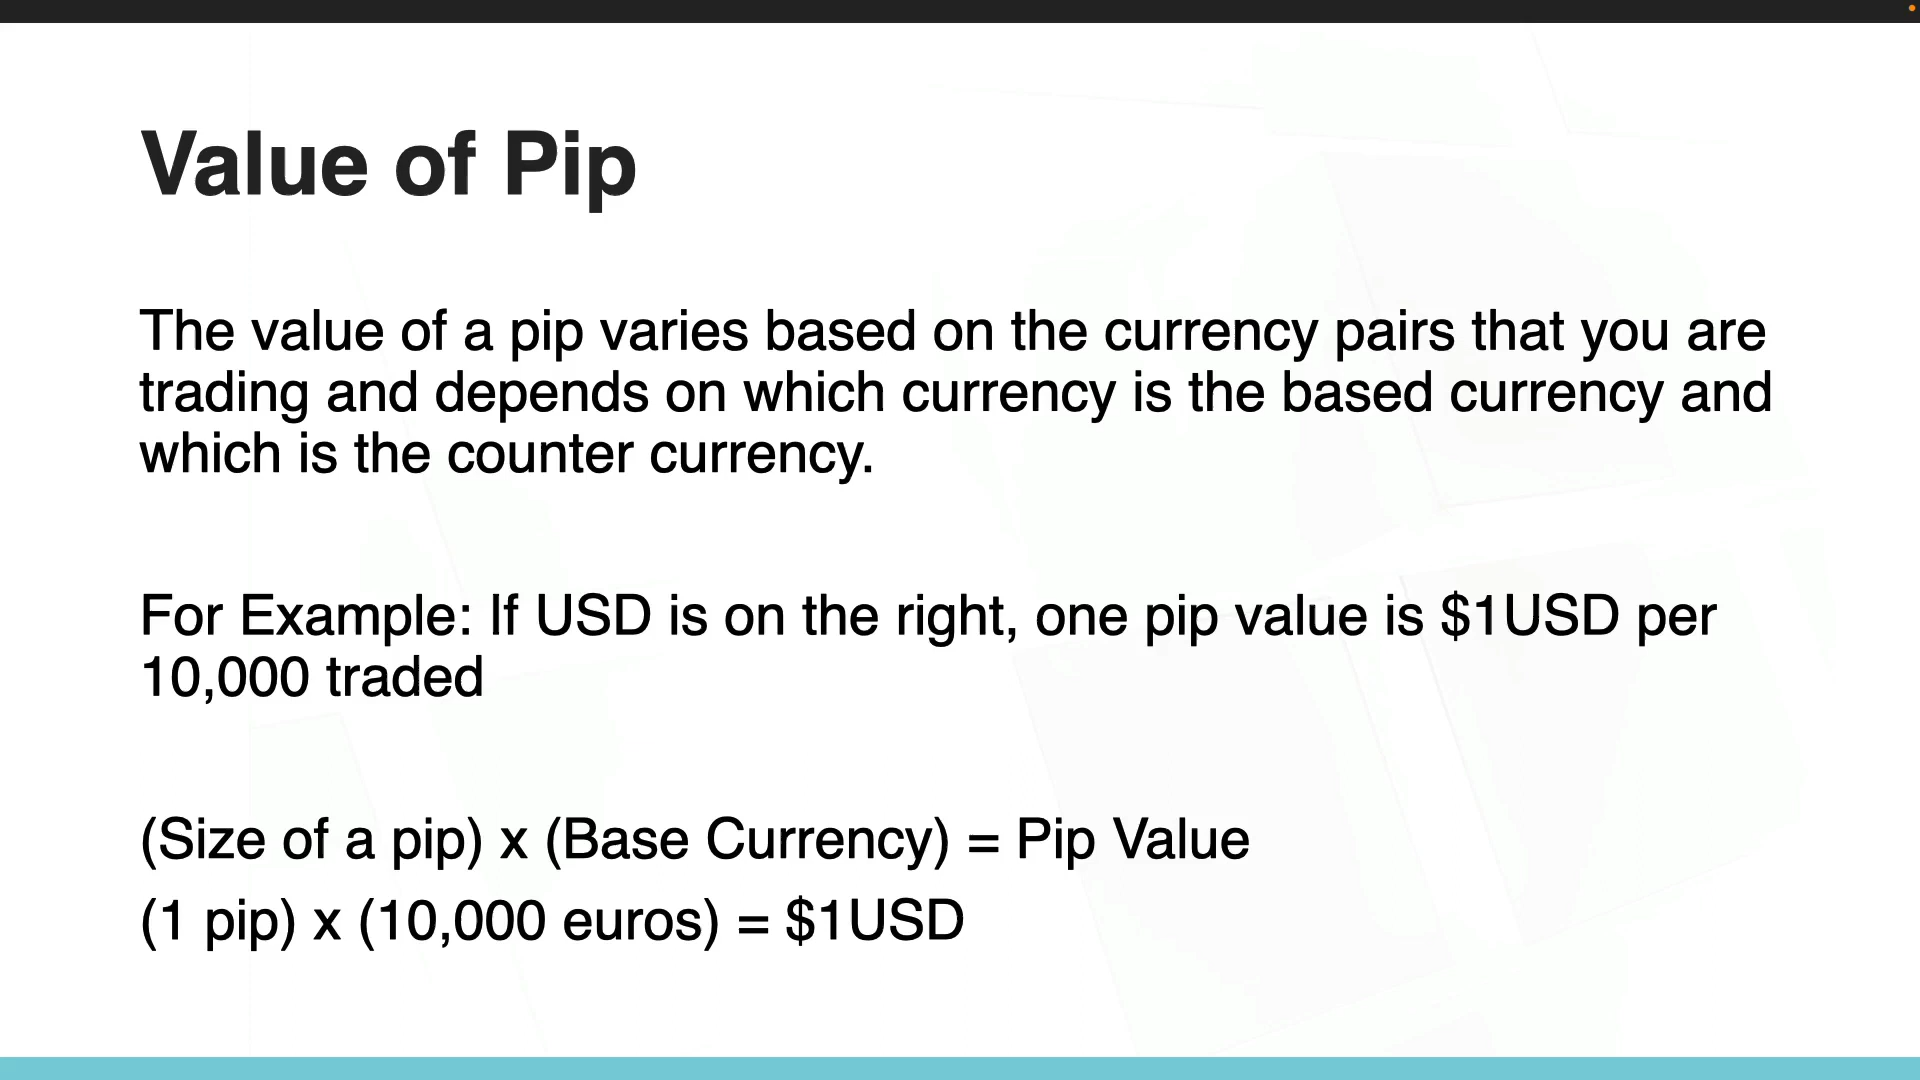 Value of Pip
The value of a pip varies based on the currency pairs that you are
trading and depends on which currency is the based currency and
which is the counter currency.
For Example: If USD is on the right, one pip value is $1USD per
10,000 traded
(Size of a pip) x (Base Currency) = Pip Value
(1 pip) x (10,000 euros) = $1USD